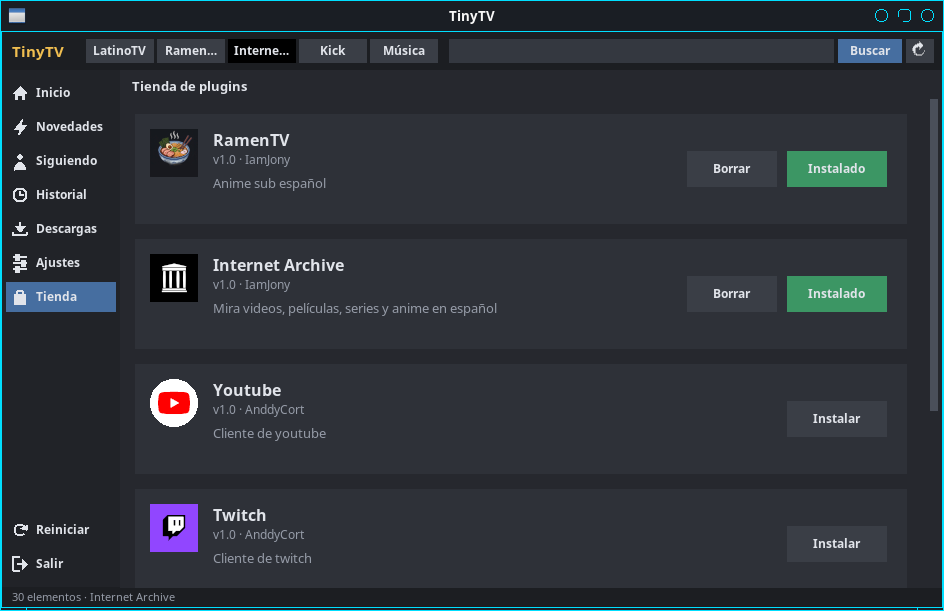 TinyTV
TinyTV LatinoTV Ramen... Interne... Kick Música Buscar
Inicio
Novedades
Siguiendo
Historial
Descargas
Ajustes
Tienda
Reiniciar
Salir
Tienda de plugins
RamenTV
v1.0 · IamJony
Anime sub español
Borrar Instalado
Internet Archive
v1.0 · IamJony
Mira videos, películas, series y anime en español
Borrar Instalado
Youtube
v1.0 · AnddyCort
Cliente de youtube
Instalar
Twitch
v1.0 · AnddyCort
Cliente de twitch
Instalar
30 elementos · Internet Archive